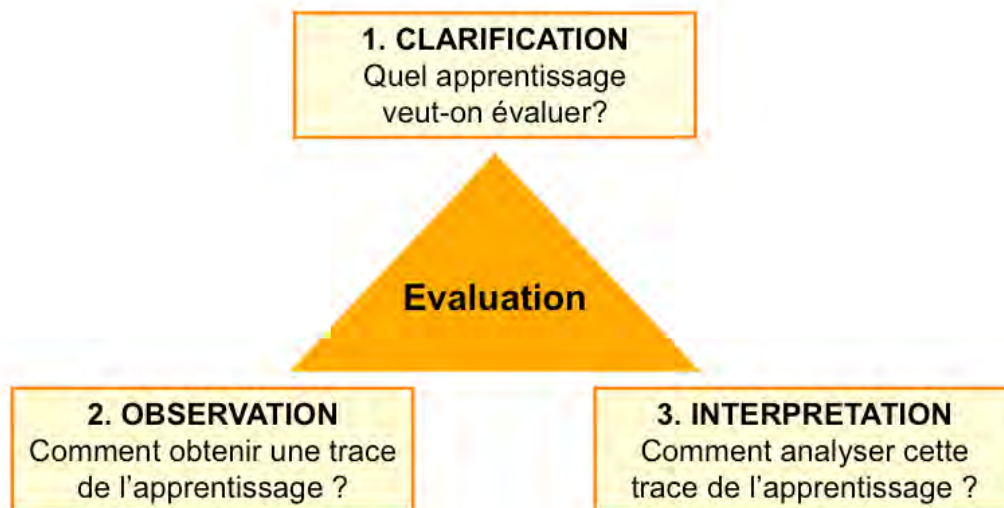 1. CLARIFICATION
Quel apprentissage
veut-on évaluer?
Evaluation
2. OBSERVATION
Comment obtenir une trace
de l'apprentissage ?
3. INTERPRETATION
Comment analyser cette
trace de l'apprentissage ?